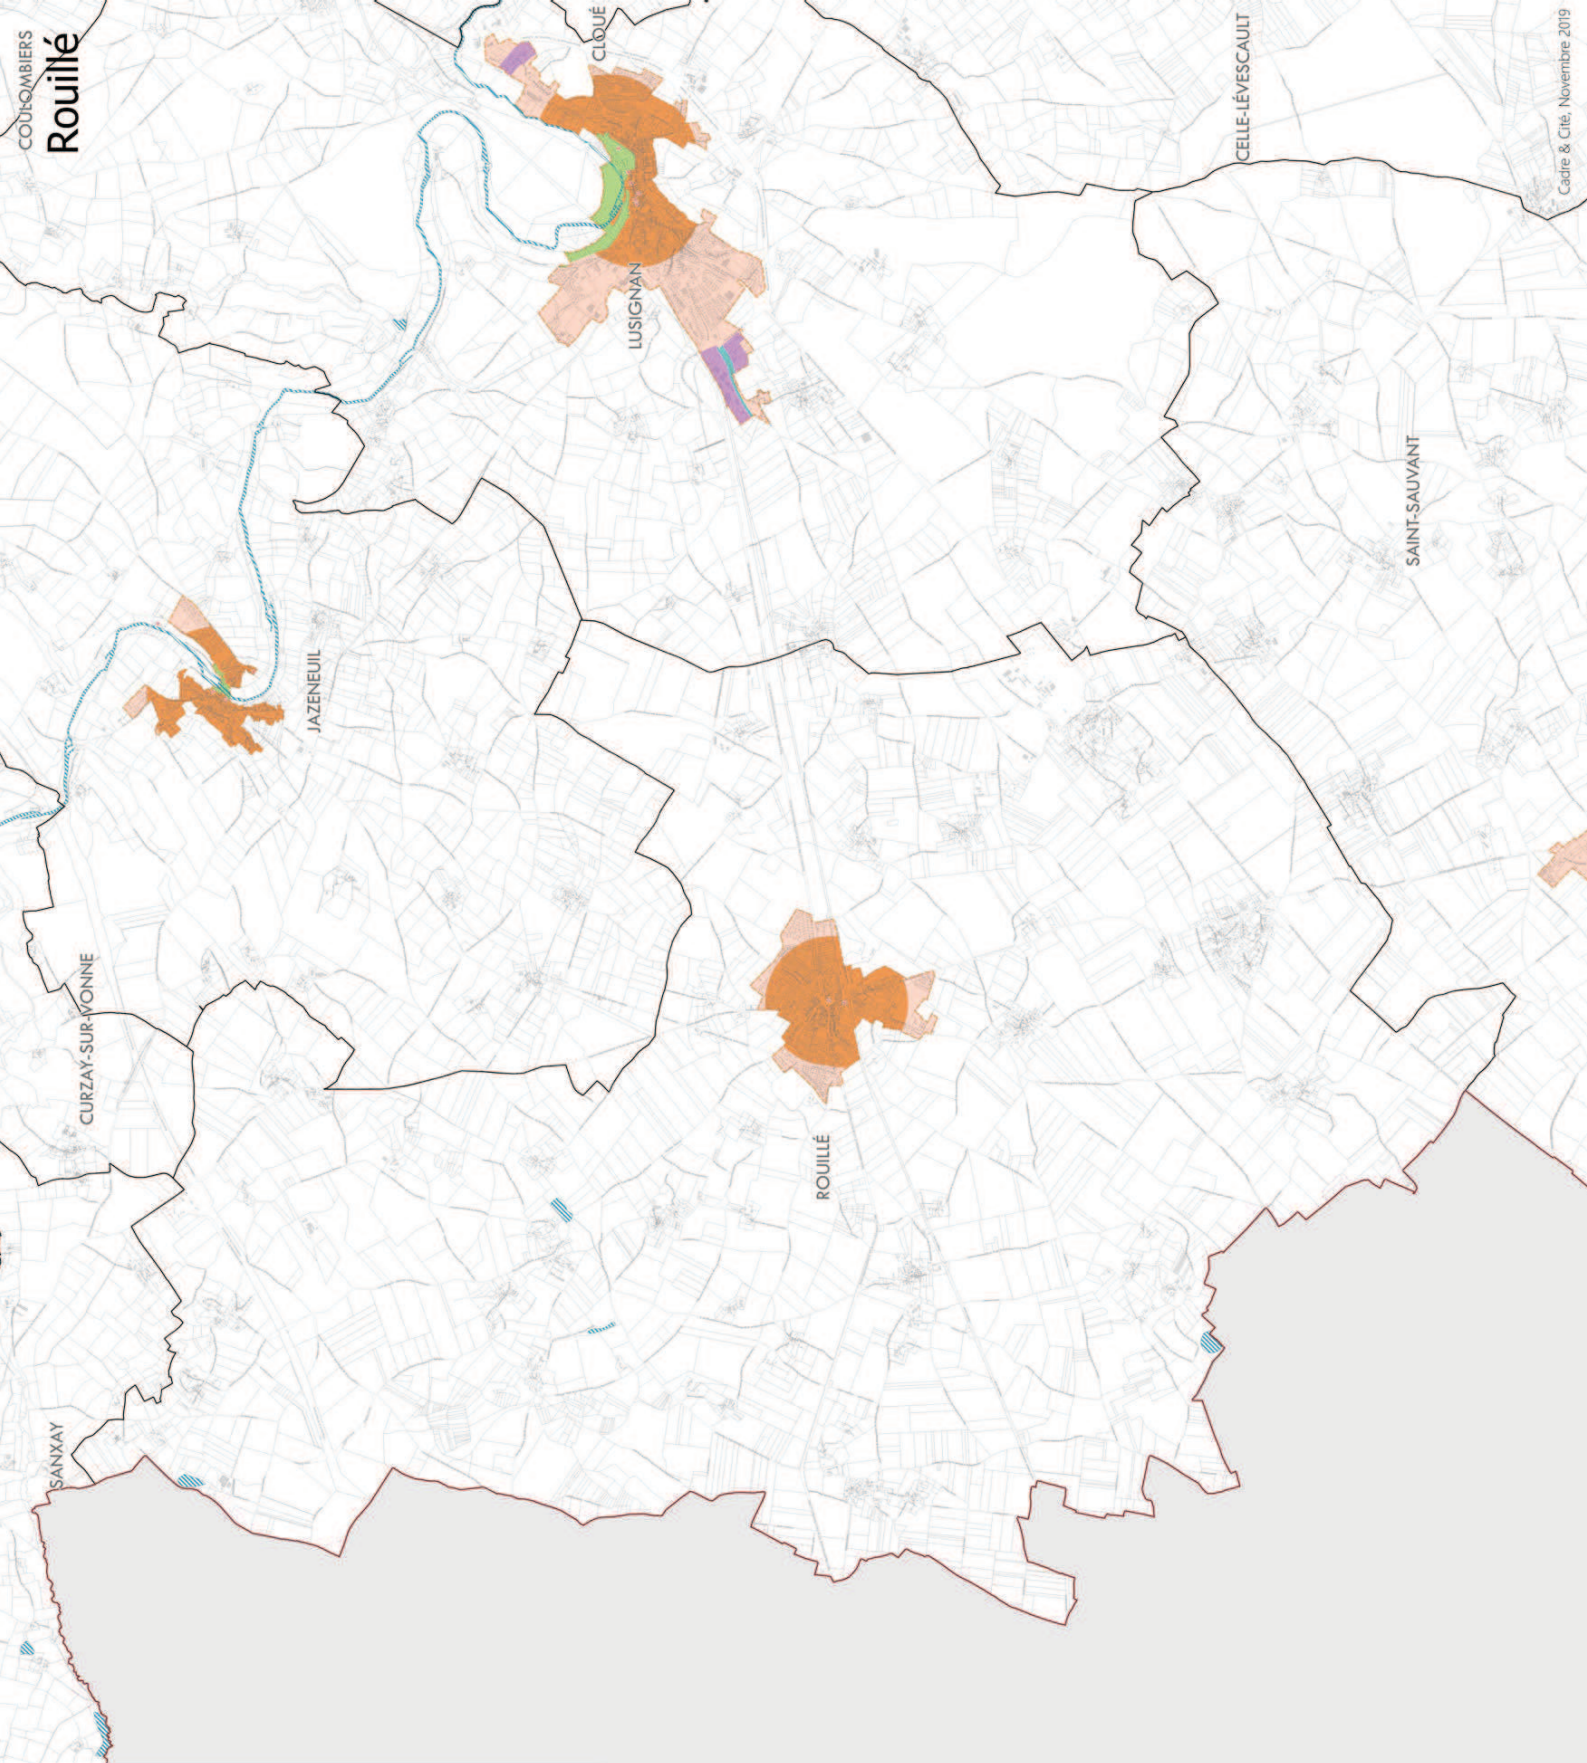 COULOMBIERS
Rouillé
CLOUÉ
CELLE-LÉVESCAULT
LUSIGNAN
SAINT-SAUVANT
JAZENEUIL
CURZAY-SUR-VONNE
ROUILLÉ
SANXAY
Cadre & Cité, Novembre 2019